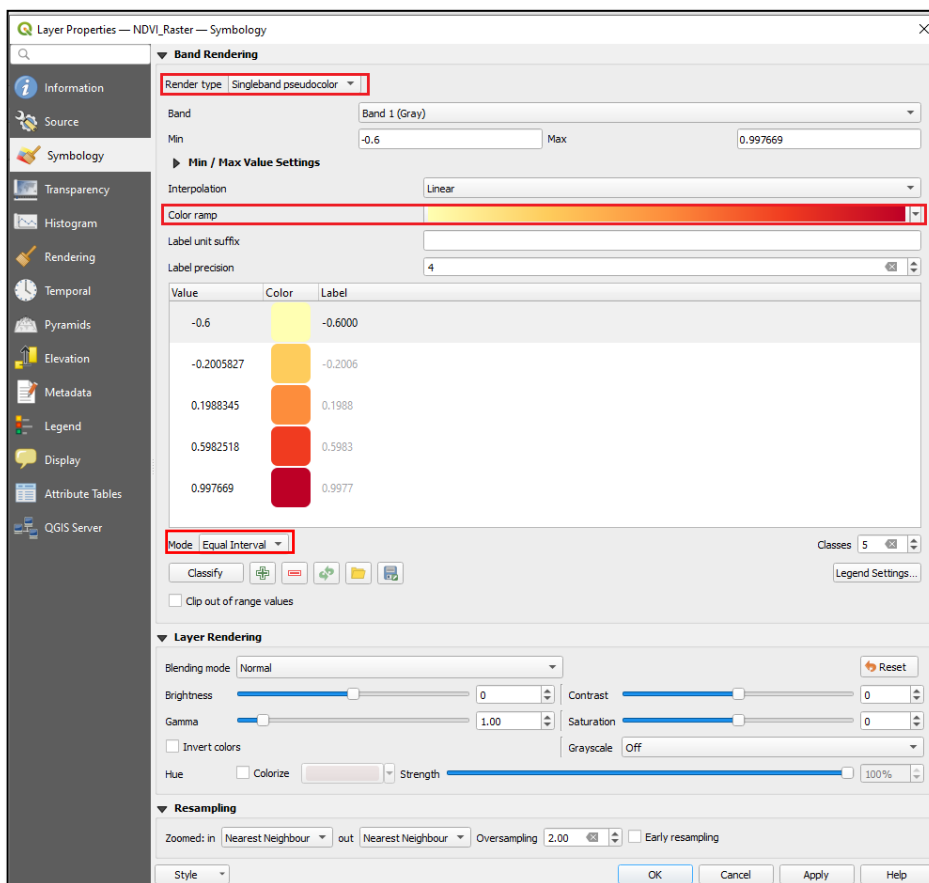 Layer Properties — NDVI_Raster — Symbology
Information
Source
Symbology
Transparency
Histogram
Rendering
Temporal
Pyramids
Elevation
Metadata
Legend
Display
Attribute Tables
QGIS Server
Band Rendering
Render type Singleband pseudocolor
Band Band 1 (Gray)
Min -0.6 Max 0.997669
Min / Max Value Settings
Interpolation Linear
Color ramp
Label unit suffix
Label precision 4
Value Color Label
-0.6 -0.6000
-0.2005827 -0.2006
0.1988345 0.1988
0.5982518 0.5983
0.997669 0.9977
Mode Equal Interval Classes 5
Classify Legend Settings...
Clip out of range values
Layer Rendering
Blending mode Normal Reset
Brightness 0 Contrast 0
Gamma 1.00 Saturation 0
Invert colors Grayscale Off
Hue Colorize Strength 100%
Resampling
Zoomed: in Nearest Neighbour out Nearest Neighbour Oversampling 2.00 Early resampling
Style OK Cancel Apply Help